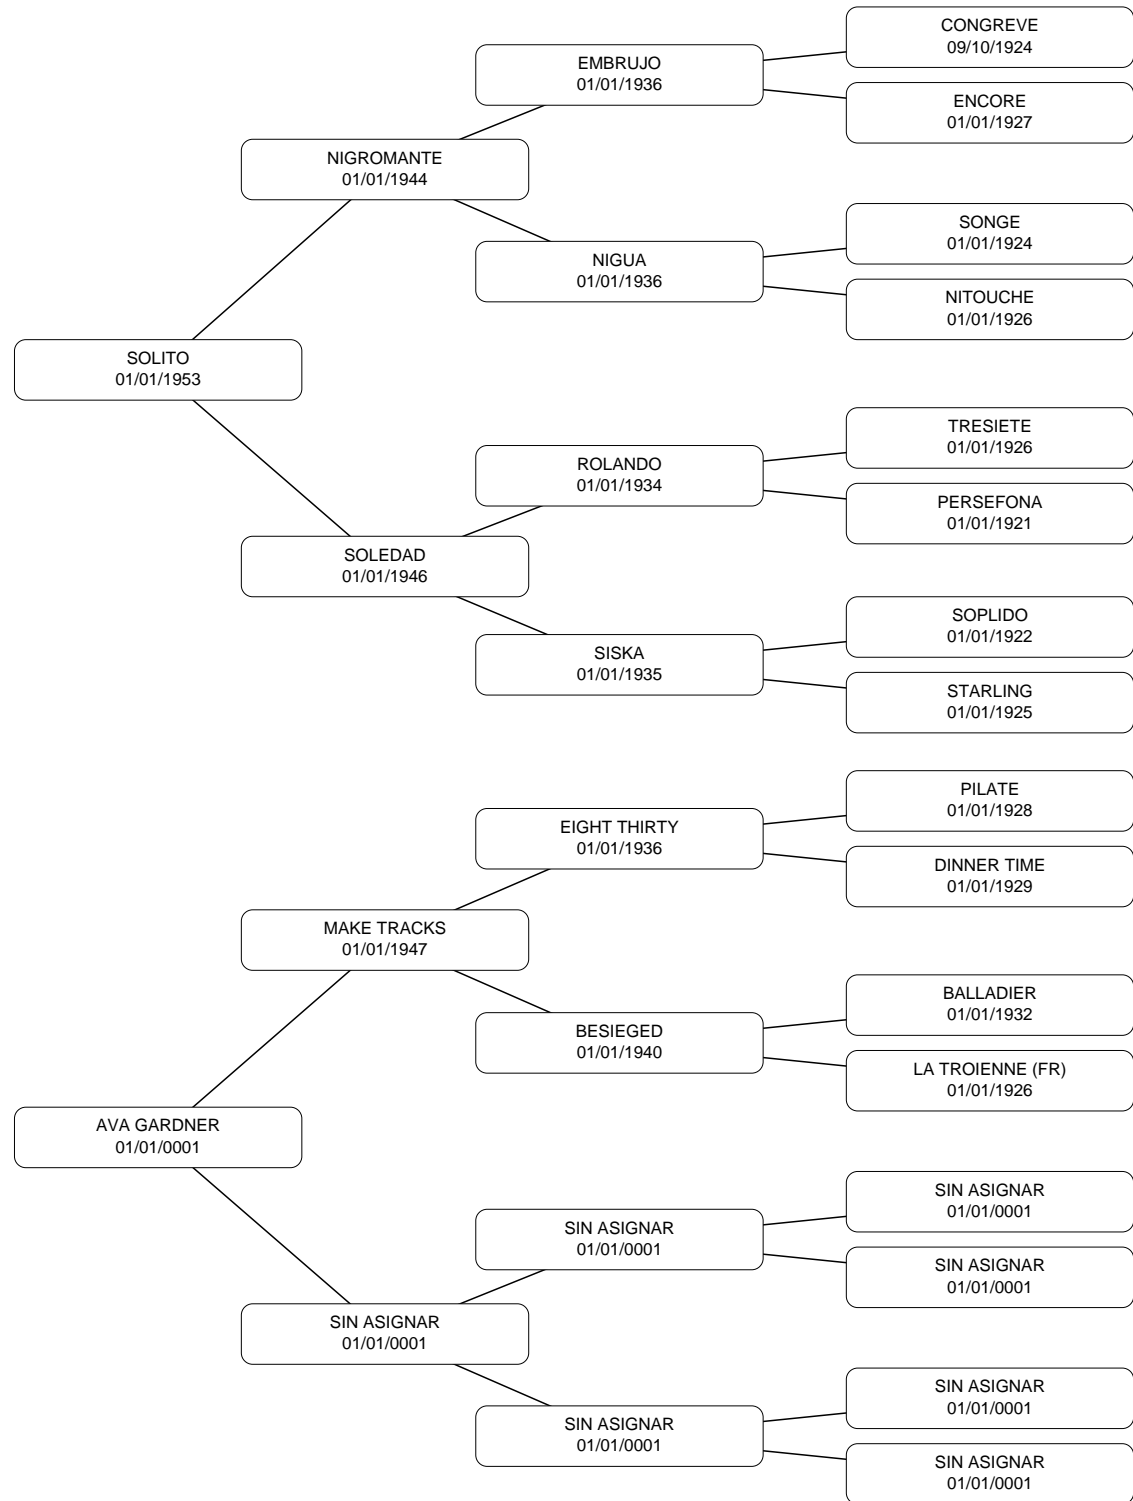 CONGREVE
09/10/1924
EMBRUJO
01/01/1936
ENCORE
01/01/1927
NIGROMANTE
01/01/1944
SONGE
01/01/1924
NIGUA
01/01/1936
NITOUCHE
01/01/1926
SOLITO
01/01/1953
TRESIETE
01/01/1926
ROLANDO
01/01/1934
PERSEFONA
01/01/1921
SOLEDAD
01/01/1946
SOPLIDO
01/01/1922
SISKA
01/01/1935
STARLING
01/01/1925
PILATE
01/01/1928
EIGHT THIRTY
01/01/1936
DINNER TIME
01/01/1929
MAKE TRACKS
01/01/1947
BALLADIER
01/01/1932
BESIEGED
01/01/1940
LA TROIENNE (FR)
01/01/1926
AVA GARDNER
01/01/0001
SIN ASIGNAR
01/01/0001
SIN ASIGNAR
01/01/0001
SIN ASIGNAR
01/01/0001
SIN ASIGNAR
01/01/0001
SIN ASIGNAR
01/01/0001
SIN ASIGNAR
01/01/0001
SIN ASIGNAR
01/01/0001